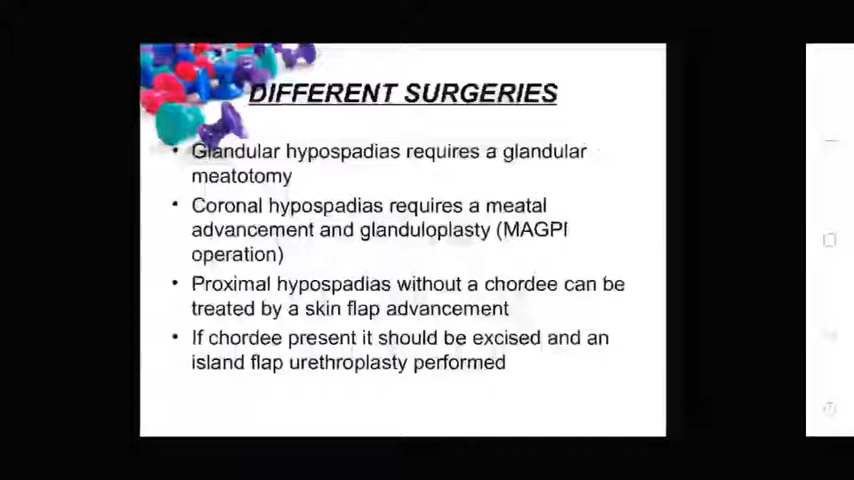 DIFFERENT SURGERIES
• Glandular hypospadias requires a glandular
meatotomy
• Coronal hypospadias requires a meatal
advancement and glanduloplasty (MAGPI
operation)
• Proximal hypospadias without a chordee can be
treated by a skin flap advancement
• If chordee present it should be excised and an
island flap urethroplasty performed